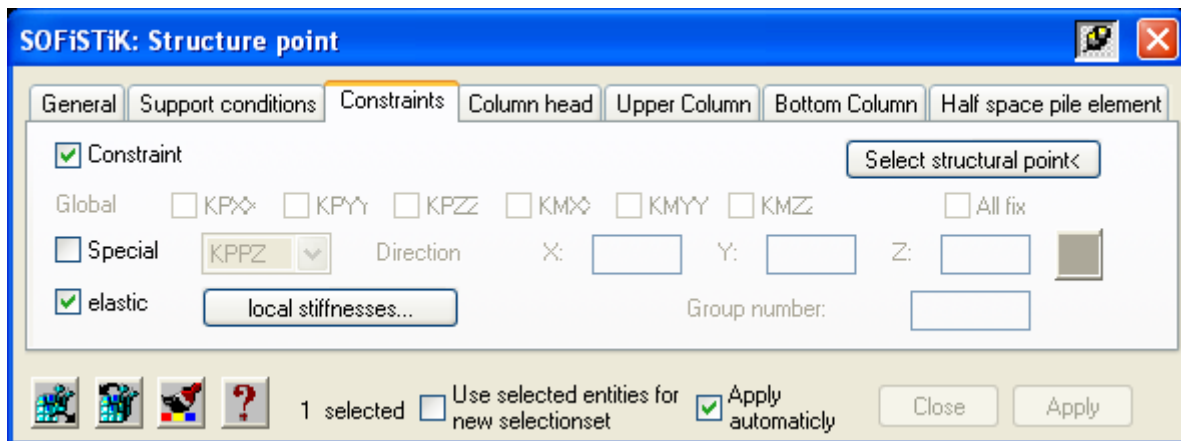 SOFiSTiK: Structure point
General Support conditions Constraints Column head Upper Column Bottom Column Half space pile element
Constraint Select structural point<
Global KPXX KPYY KPZZ KMXX KMYY KMZZ All fix
Special KPPZ Direction X: Y: Z:
elastic local stiffnesses... Group number:
1 selected Use selected entities for new selectionset Apply automaticly Close Apply